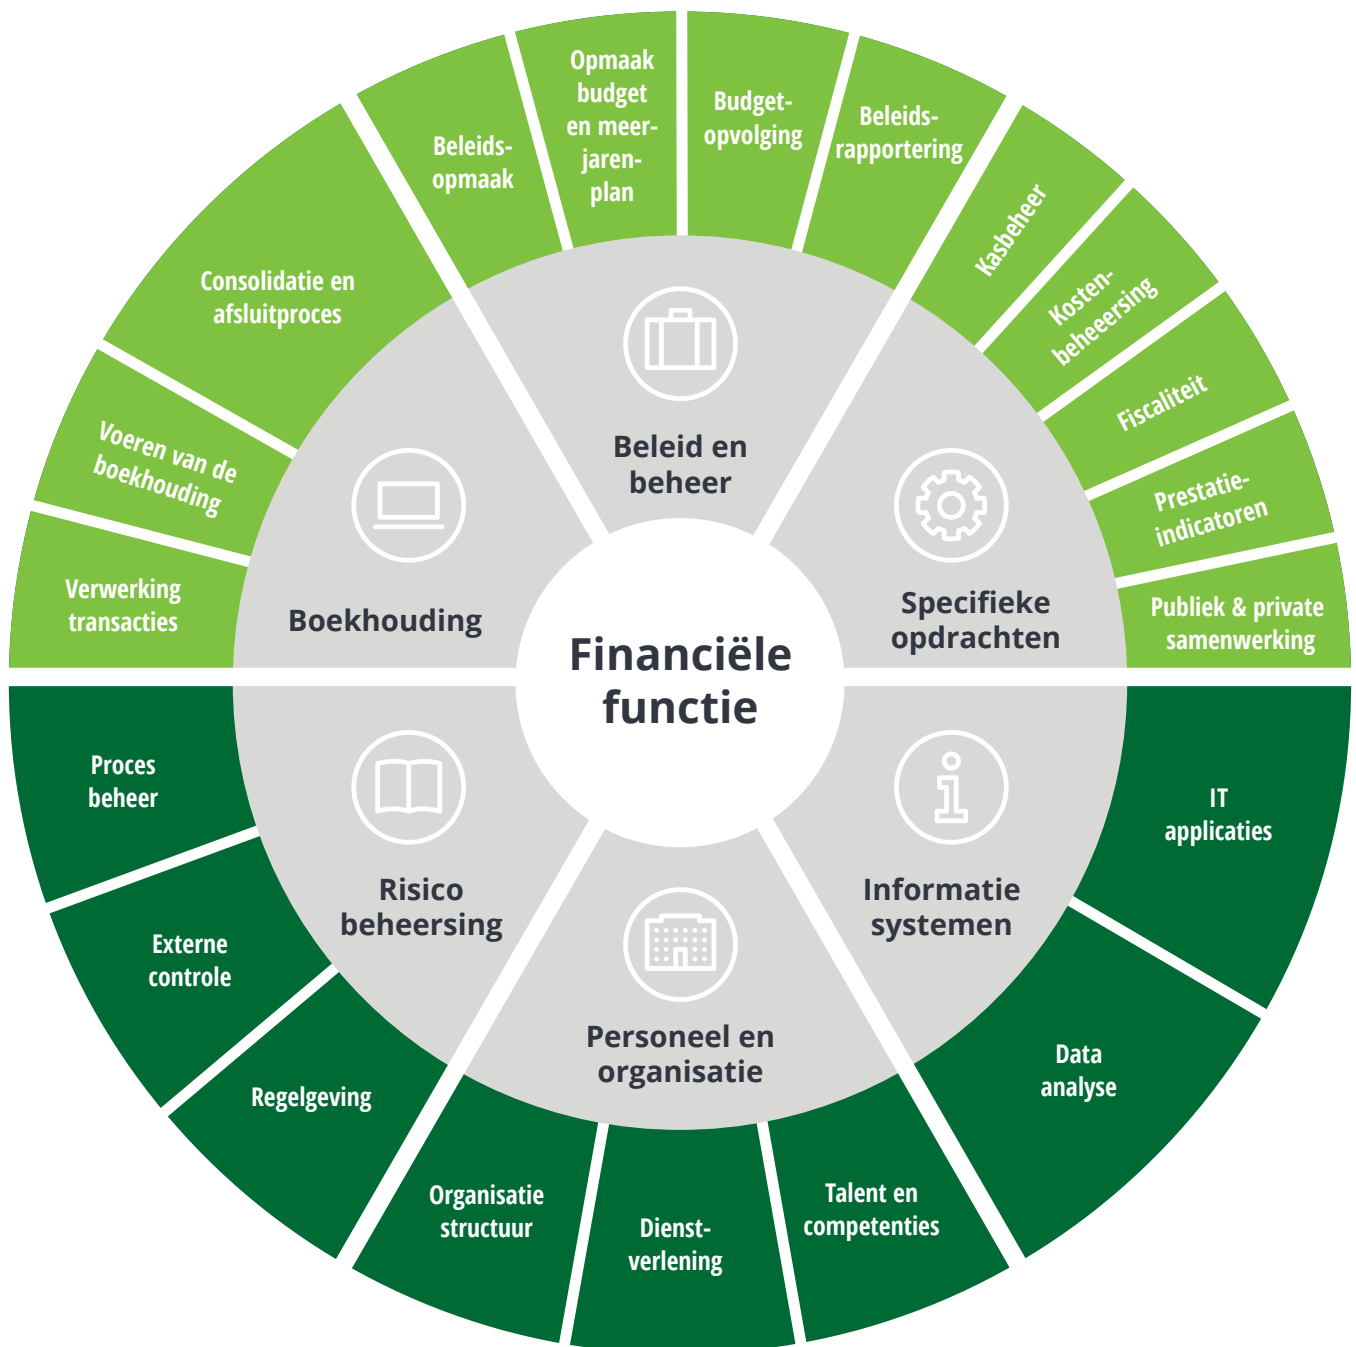 Opmaak
budget
en meer-
jaren-
plan
Budget-
opvolging
Beleids-
rapportering
Beleids-
opmaak
Kasbeheer
Kosten-
beheeersing
Fiscaliteit
Prestatie-
indicatoren
Publiek & private
samenwerking
Consolidatie en
afsluitproces
Voeren van de
boekhouding
Verwerking
transacties
Beleid en
beheer
Boekhouding
Specifieke
opdrachten
Financiële
functie
Risico
beheersing
Informatie
systemen
Personeel en
organisatie
Proces
beheer
Externe
controle
Regelgeving
Organisatie
structuur
Dienst-
verlening
Talent en
competenties
Data
analyse
IT
applicaties